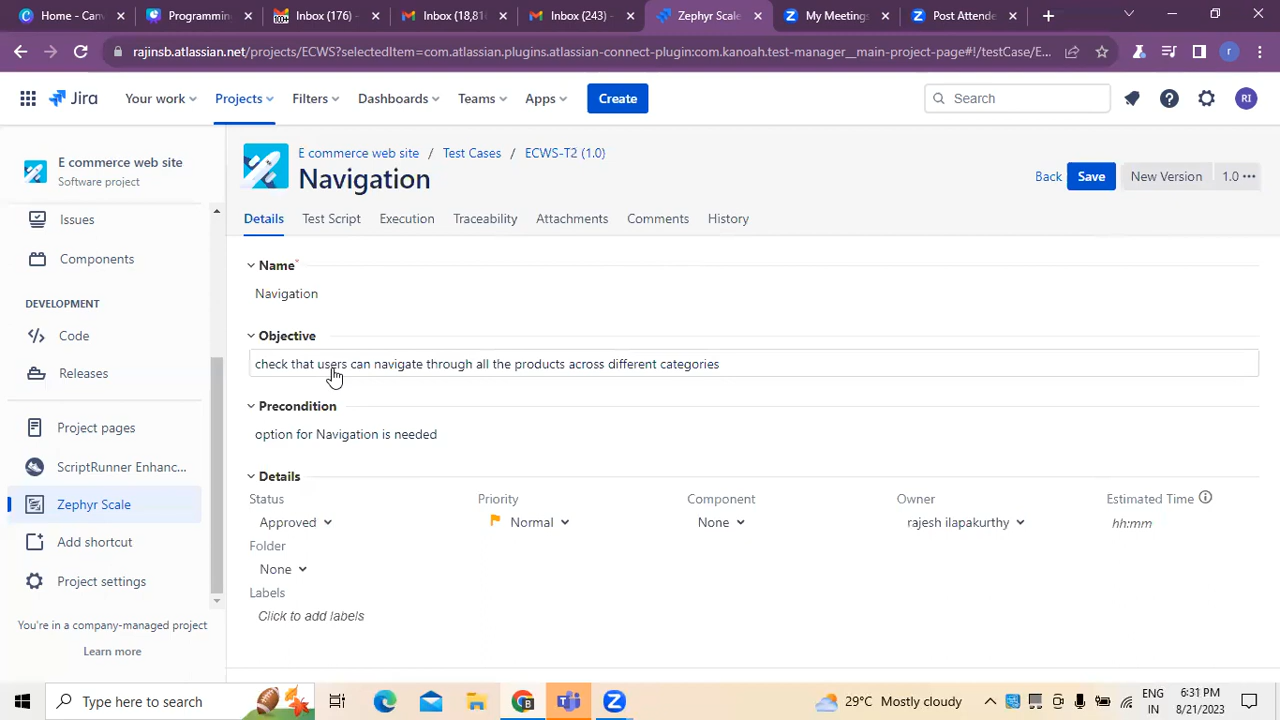 C
Programming
100+
Inbox (176) -
Inbox (18,81
Inbox (243) -
Zephyr Scale
My Meetings
Post Attende
rajinsb.atlassian.net/projects/ECWS?selectedItem=com.atlassian.plugins.atlassian-connect-plugin:com.kanoah.test-manager__main-project-page#!/testCase/E...
r
Jira
Your work
Projects
Filters
Dashboards
Teams
Apps
Create
Search
RI
E commerce web site
Software project
Issues
Components
DEVELOPMENT
Code
Releases
Project pages
ScriptRunner Enhanc...
Zephyr Scale
Add shortcut
Project settings
You're in a company-managed project
Learn more
E commerce web site / Test Cases / ECWS-T2 (1.0)
Navigation
Back
Save
New Version
1.0 •••
Details
Test Script
Execution
Traceability
Attachments
Comments
History
Name*
Navigation
Objective
check that users can navigate through all the products across different categories
Precondition
option for Navigation is needed
Details
Status
Priority
Component
Owner
Estimated Time
Approved
Normal
None
rajesh ilapakurthy
hh:mm
Folder
None
Labels
Click to add labels
Type here to search
29°C Mostly cloudy
ENG
IN
6:31 PM
8/21/2023